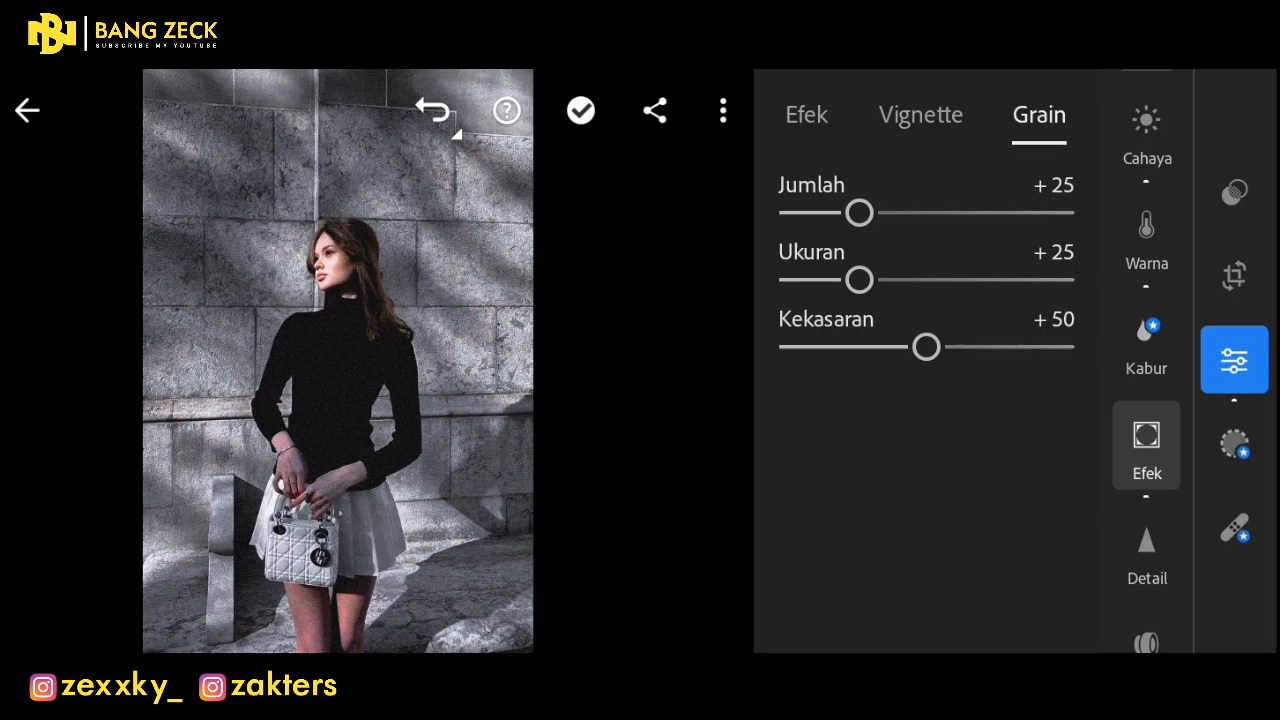 BANG ZECK
SUBSCRIBE MY YOUTUBE
Efek Vignette Grain
Jumlah + 25
Ukuran + 25
Kekasaran + 50
Cahaya
Warna
Kabur
Efek
Detail
zexxky_ zakters